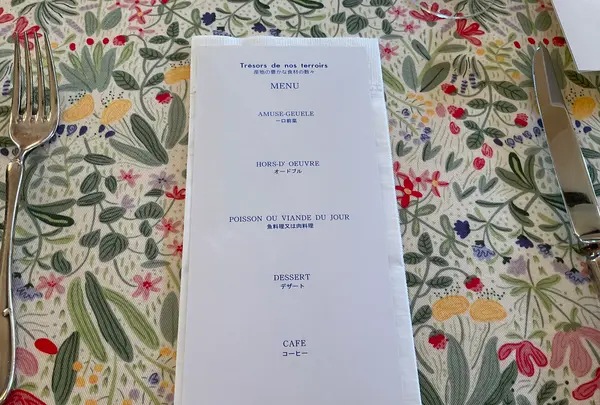 Tresors de nos terroirs
産地の豊かな食材の数々
MENU
AMUSE-GEUELE
一口前菜
HORS-D' OEUVRE
オードブル
POISSON OU VIANDE DU JOUR
魚料理又は肉料理
DESSERT
デザート
CAFE
コーヒー